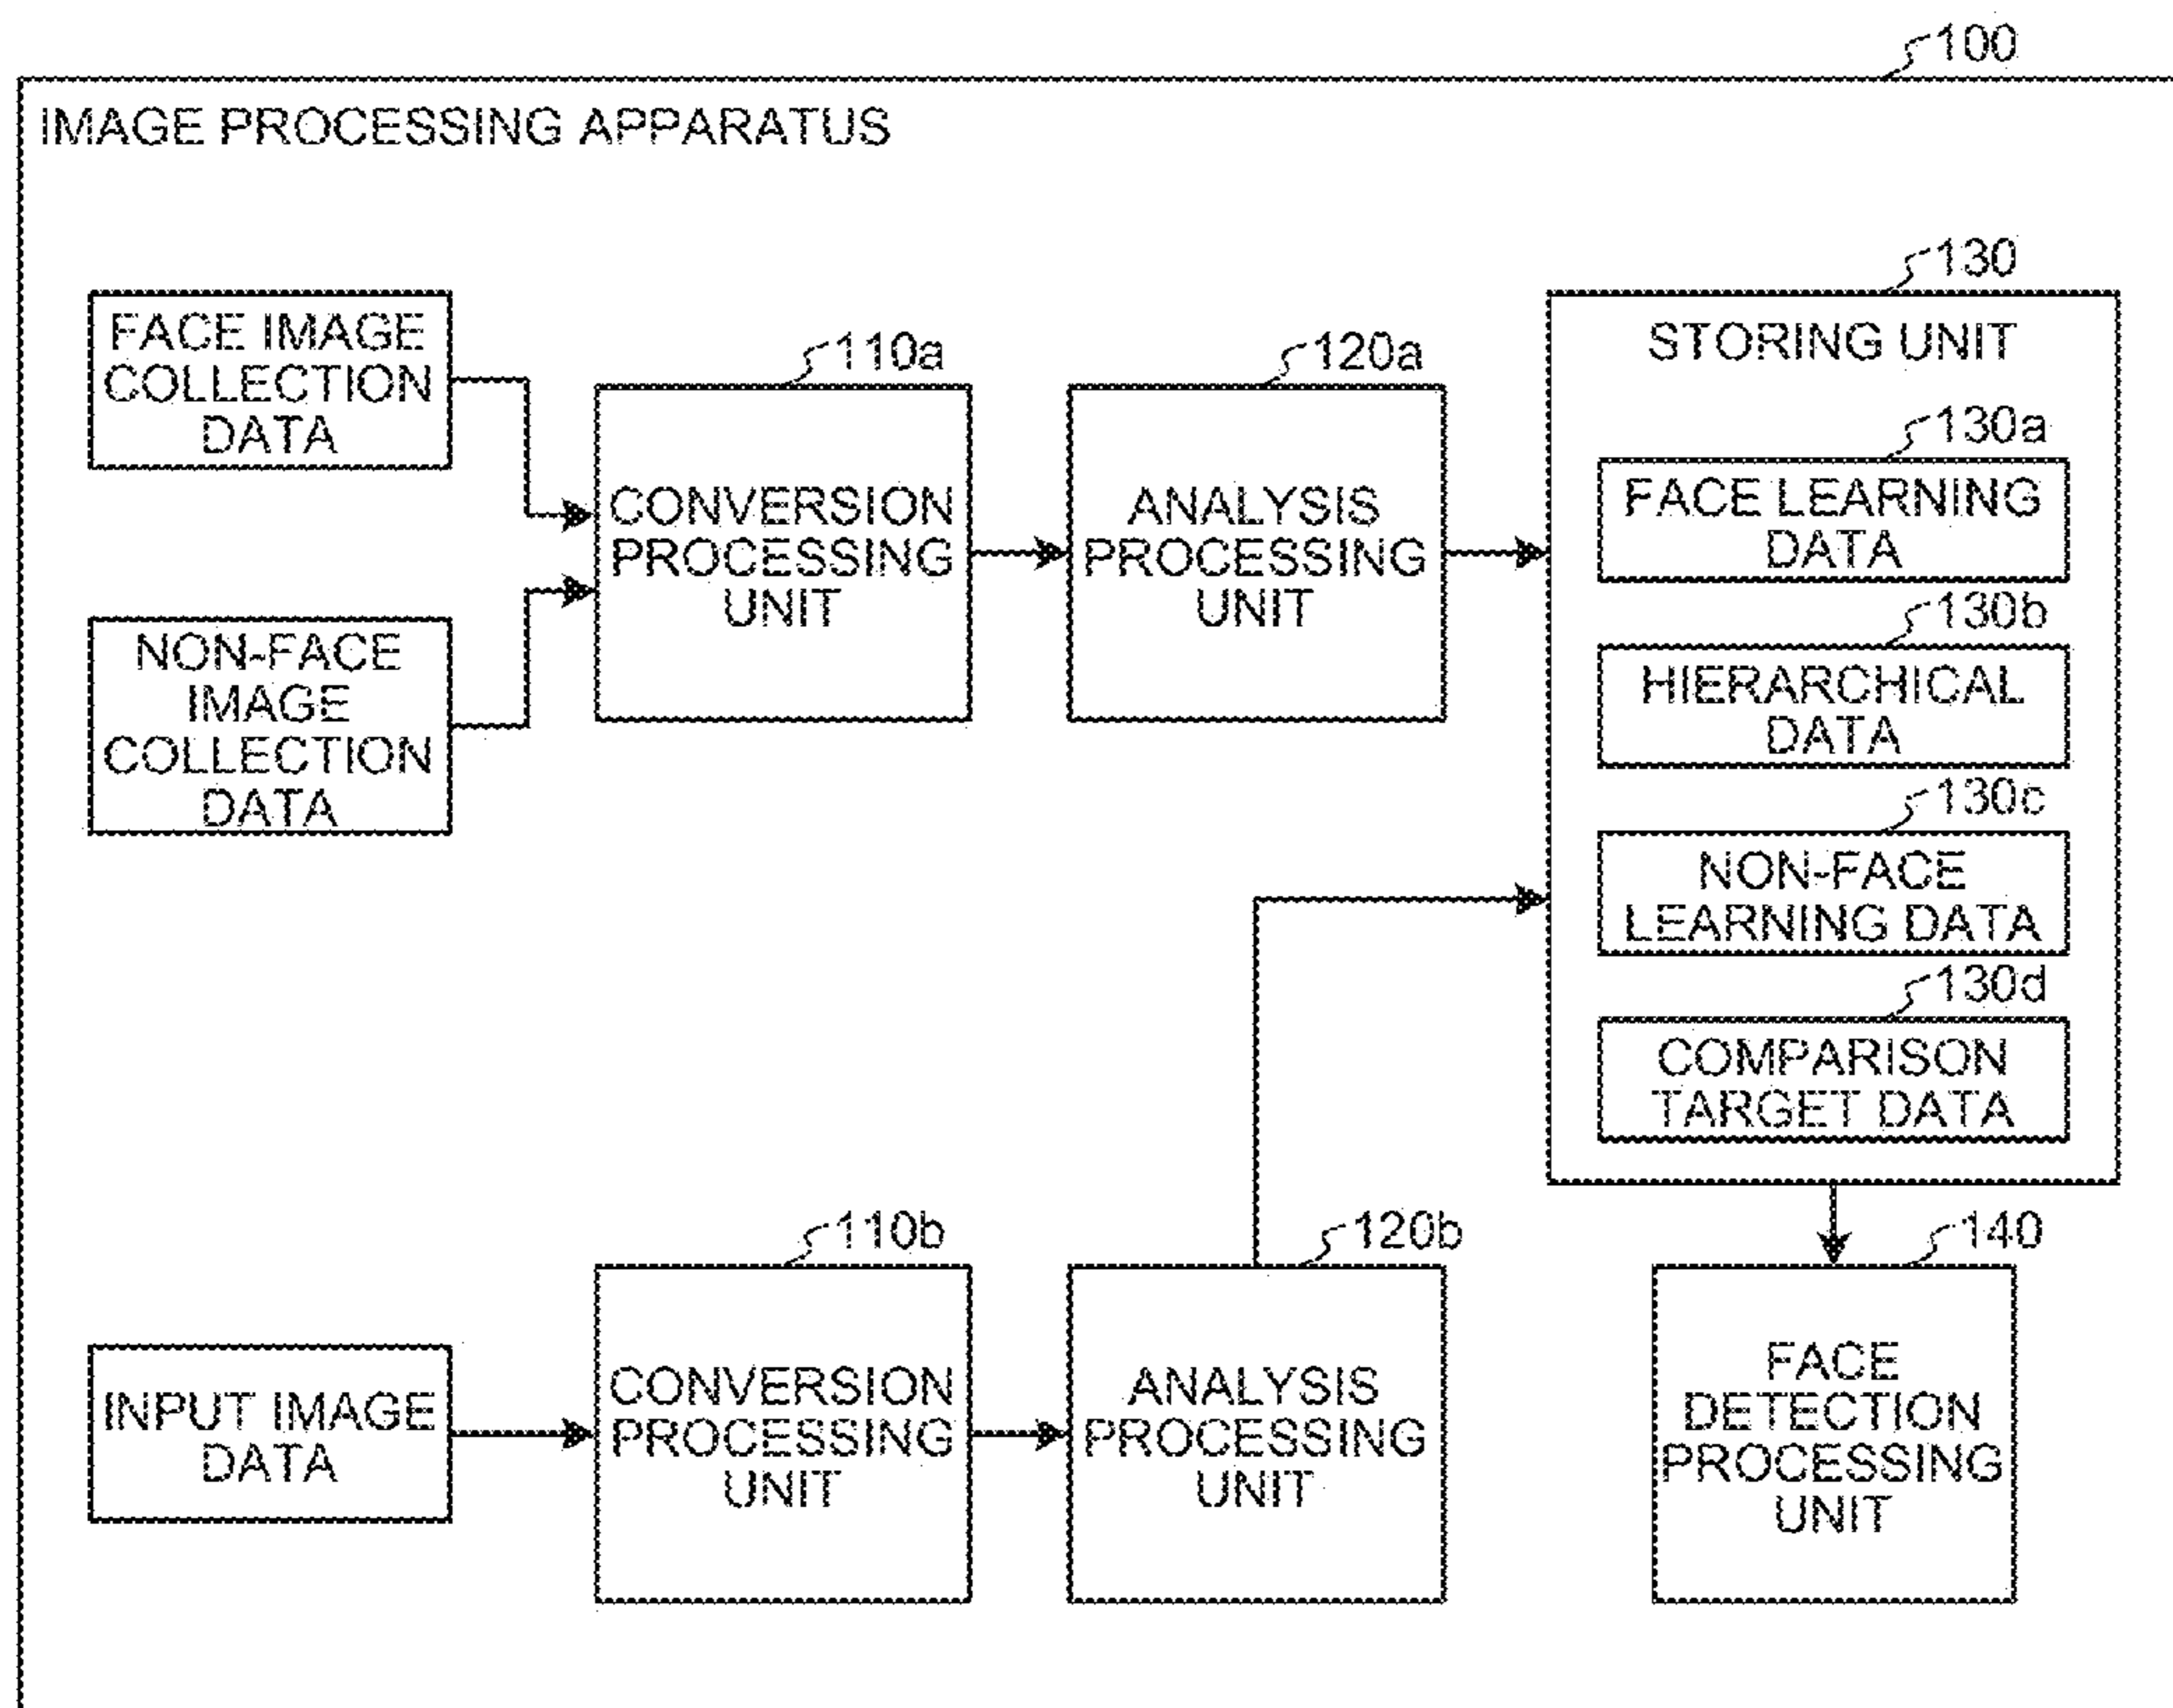 100
IMAGE PROCESSING APPARATUS
FACE IMAGE
COLLECTION
DATA
NON-FACE
IMAGE
COLLECTION
DATA
110a
CONVERSION
PROCESSING
UNIT
120a
ANALYSIS
PROCESSING
UNIT
130
STORING UNIT
130a
FACE LEARNING
DATA
130b
HIERARCHICAL
DATA
130c
NON-FACE
LEARNING DATA
130d
COMPARISON
TARGET DATA
INPUT IMAGE
DATA
110b
CONVERSION
PROCESSING
UNIT
120b
ANALYSIS
PROCESSING
UNIT
140
FACE
DETECTION
PROCESSING
UNIT